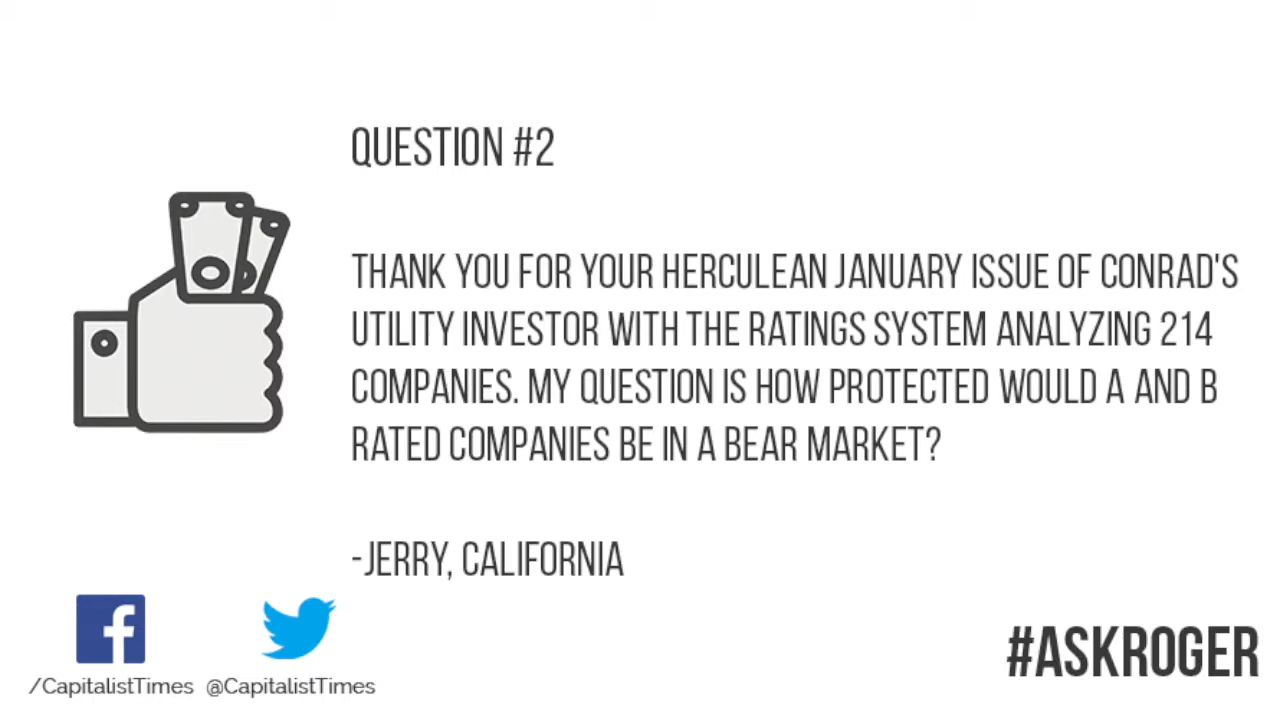 QUESTION #2
THANK YOU FOR YOUR HERCULEAN JANUARY ISSUE OF CONRAD'S
UTILITY INVESTOR WITH THE RATINGS SYSTEM ANALYZING 214
COMPANIES. MY QUESTION IS HOW PROTECTED WOULD A AND B
RATED COMPANIES BE IN A BEAR MARKET?
-JERRY, CALIFORNIA
#ASKROGER
/CapitalistTimes @CapitalistTimes